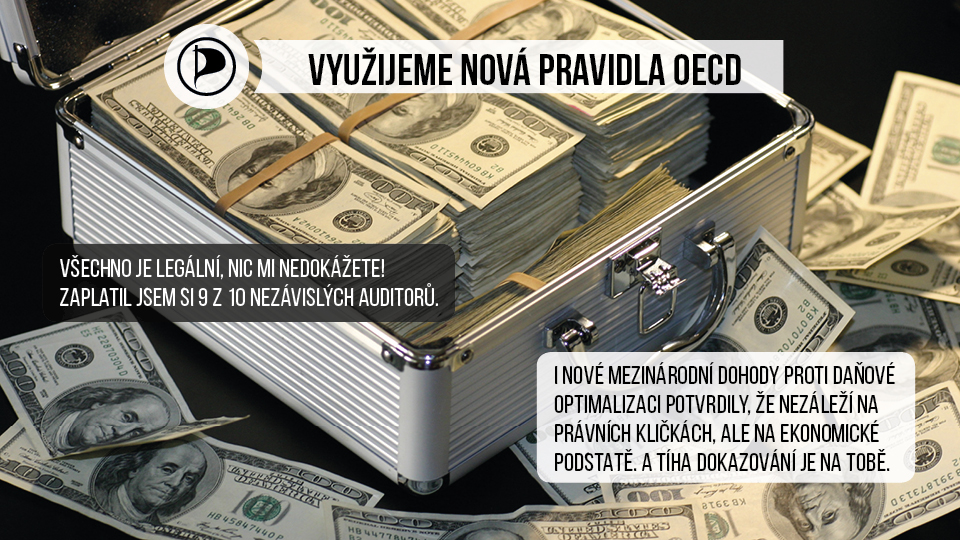 VYUŽIJEME NOVÁ PRAVIDLA OECD
VŠECHNO JE LEGÁLNÍ, NIC MI NEDOKÁŽETE!
ZAPLATIL JSEM SI 9 Z 10 NEZÁVISLÝCH AUDITORŮ.
I NOVÉ MEZINÁRODNÍ DOHODY PROTI DAŇOVÉ
OPTIMALIZACI POTVRDILY, ŽE NEZÁLEŽÍ NA
PRÁVNÍCH KLIČKÁCH, ALE NA EKONOMICKÉ
PODSTATĚ. A TÍHA DOKAZOVÁNÍ JE NA TOBĚ.